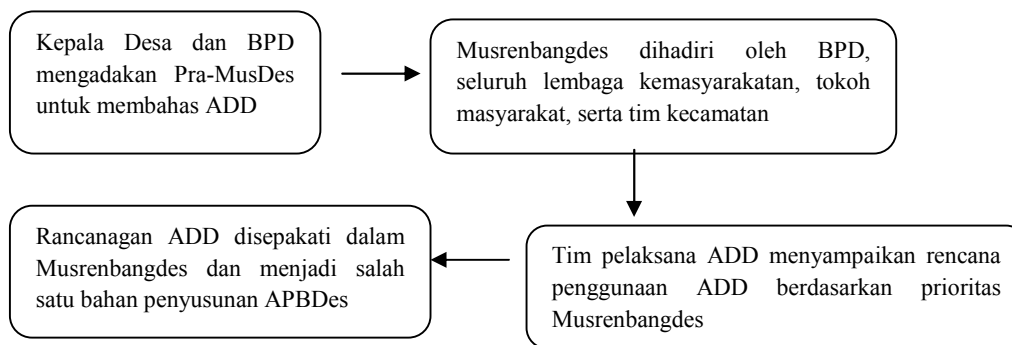 Kepala Desa dan BPD
mengadakan Pra-MusDes
untuk membahas ADD
Musrenbangdes dihadiri oleh BPD,
seluruh lembaga kemasyarakatan, tokoh
masyarakat, serta tim kecamatan
Tim pelaksana ADD menyampaikan rencana
penggunaan ADD berdasarkan prioritas
Musrenbangdes
Rancanagan ADD disepakati dalam
Musrenbangdes dan menjadi salah
satu bahan penyusunan APBDes